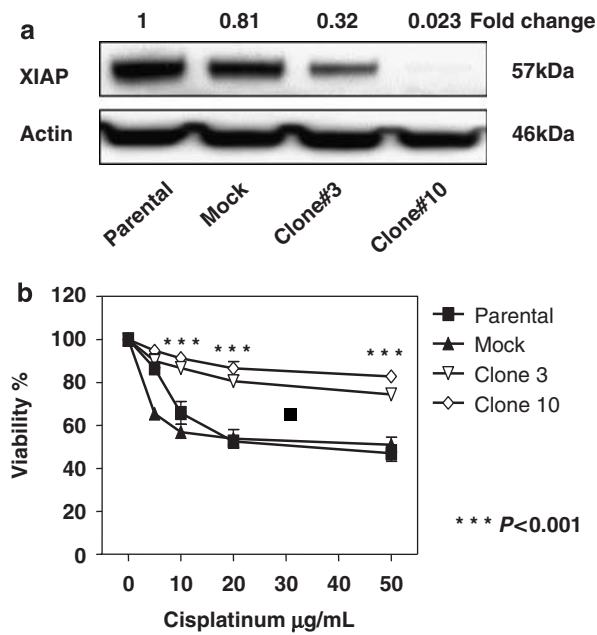 a
1 0.81 0.32 0.023 Fold change
XIAP 57kDa
Actin 46kDa
Parental Mock Clone#3 Clone#10
b
120
100
80
60
40
20
0
Viability %
* * * * * * * * *
0 10 20 30 40 50
Cisplatinum μg/mL
Parental
Mock
Clone 3
Clone 10
* * * P<0.001